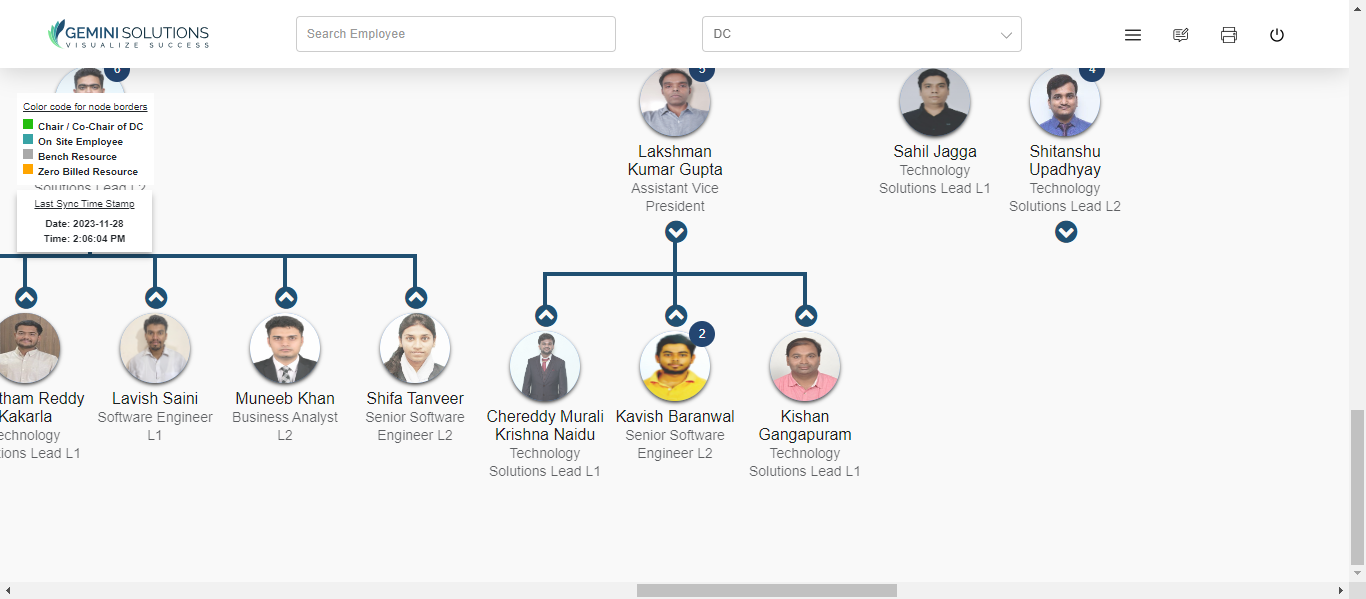 GEMINI SOLUTIONS
VISUALIZE SUCCESS
Search Employee
DC
6
5
4
Color code for node borders
Chair / Co-Chair of DC
On Site Employee
Bench Resource
Zero Billed Resource
Solutions Lead L2
Last Sync Time Stamp
Date: 2023-11-28
Time: 2:06:04 PM
Lakshman
Kumar Gupta
Assistant Vice
President
Sahil Jagga
Technology
Solutions Lead L1
Shitanshu
Upadhyay
Technology
Solutions Lead L2
tham Reddy
Kakarla
echnology
ions Lead L1
Lavish Saini
Software Engineer
L1
Muneeb Khan
Business Analyst
L2
Shifa Tanveer
Senior Software
Engineer L2
Chereddy Murali
Krishna Naidu
Technology
Solutions Lead L1
2
Kavish Baranwal
Senior Software
Engineer L2
Kishan
Gangapuram
Technology
Solutions Lead L1